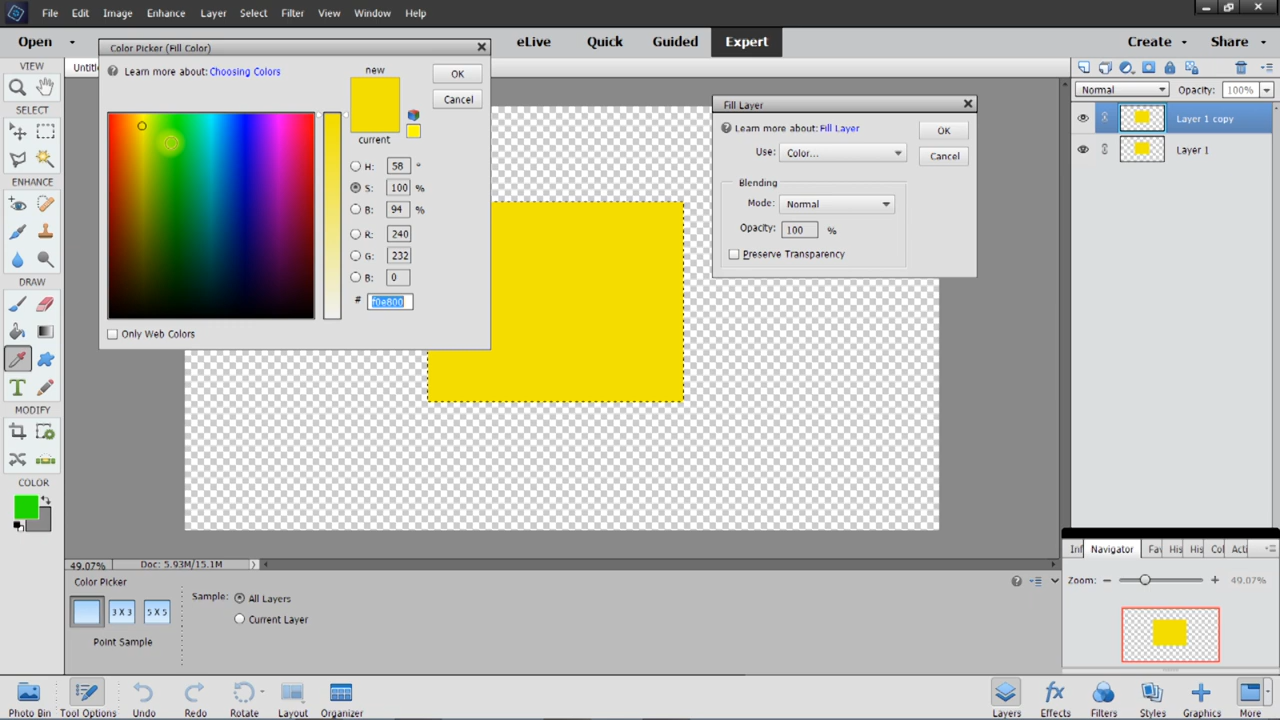 File Edit Image Enhance Layer Select Filter View Window Help
Open
eLive Quick Guided Expert
Create Share
VIEW
SELECT
ENHANCE
DRAW
MODIFY
COLOR
Color Picker (Fill Color)
Learn more about: Choosing Colors
new
current
OK
Cancel
H: 58 °
S: 100 %
B: 94 %
R: 240
G: 232
B: 0
# f0e800
Only Web Colors
Fill Layer
Learn more about: Fill Layer
Use: Color...
OK
Cancel
Blending
Mode: Normal
Opacity: 100 %
Preserve Transparency
Normal Opacity: 100%
Layer 1 copy
Layer 1
Navigator
Zoom: 49.07%
49.07% Doc: 5.93M/15.1M
Color Picker
3 X 3 5 X 5
Point Sample
Sample: All Layers
Current Layer
Photo Bin Tool Options Undo Redo Rotate Layout Organizer
Layers Effects Filters Styles Graphics More